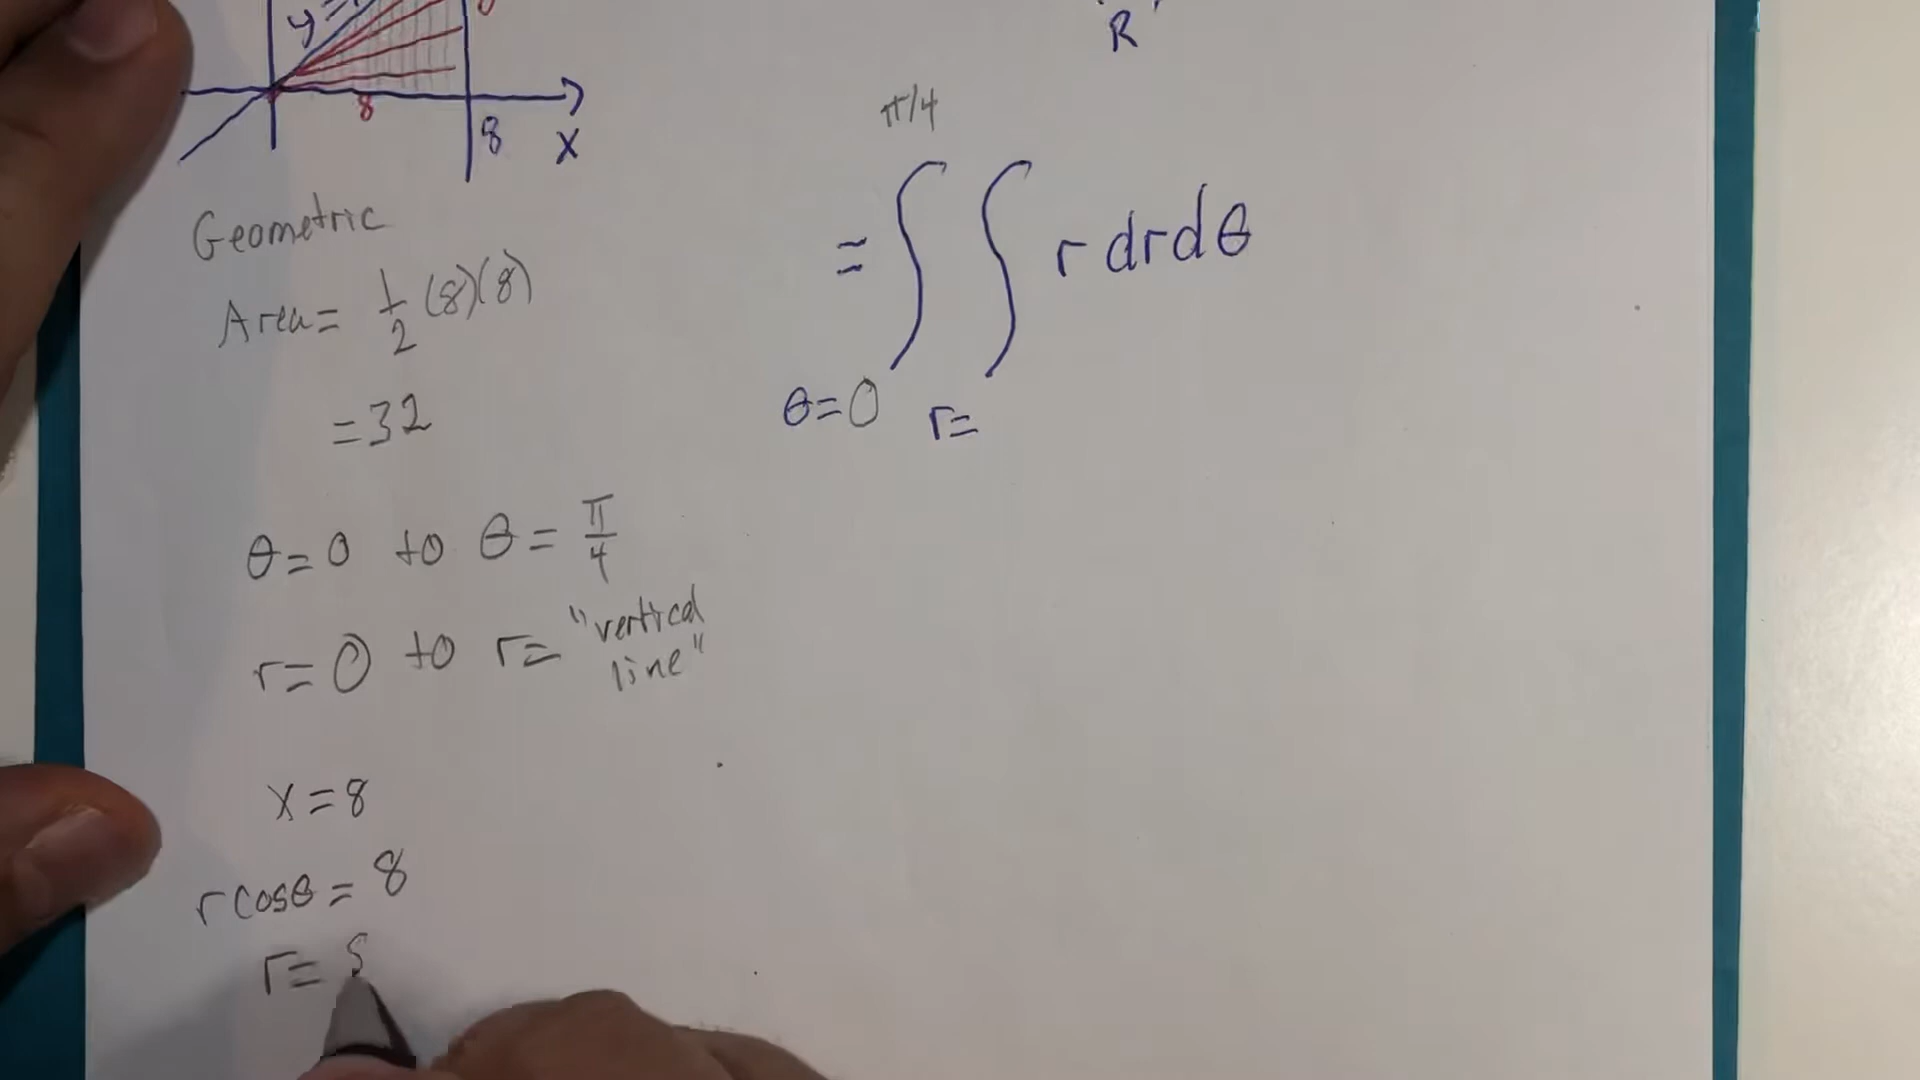 y=
8
8
x
R
Geometric
Area = 1/2 (8)(8)
= 32
θ = 0 to θ = π/4
r = 0 to r = "vertical
line"
x = 8
r cosθ = 8
r =
π/4
= ∫ ∫ r dr dθ
θ = 0 r =